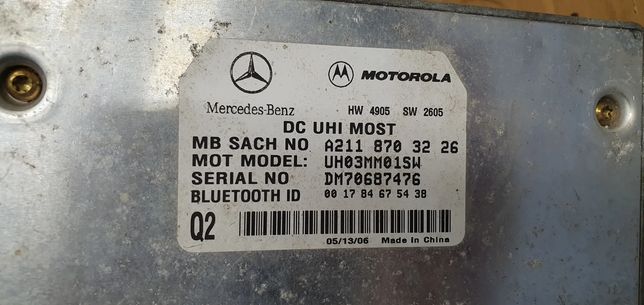 Mercedes-Benz
MOTOROLA
HW 4905 SW 2605
DC UHI MOST
MB SACH NO A211 870 32 26
MOT MODEL: UH03MM01SW
SERIAL NO DM70687476
BLUETOOTH ID 00 17 84 67 54 38
Q2
05/13/06 Made in China